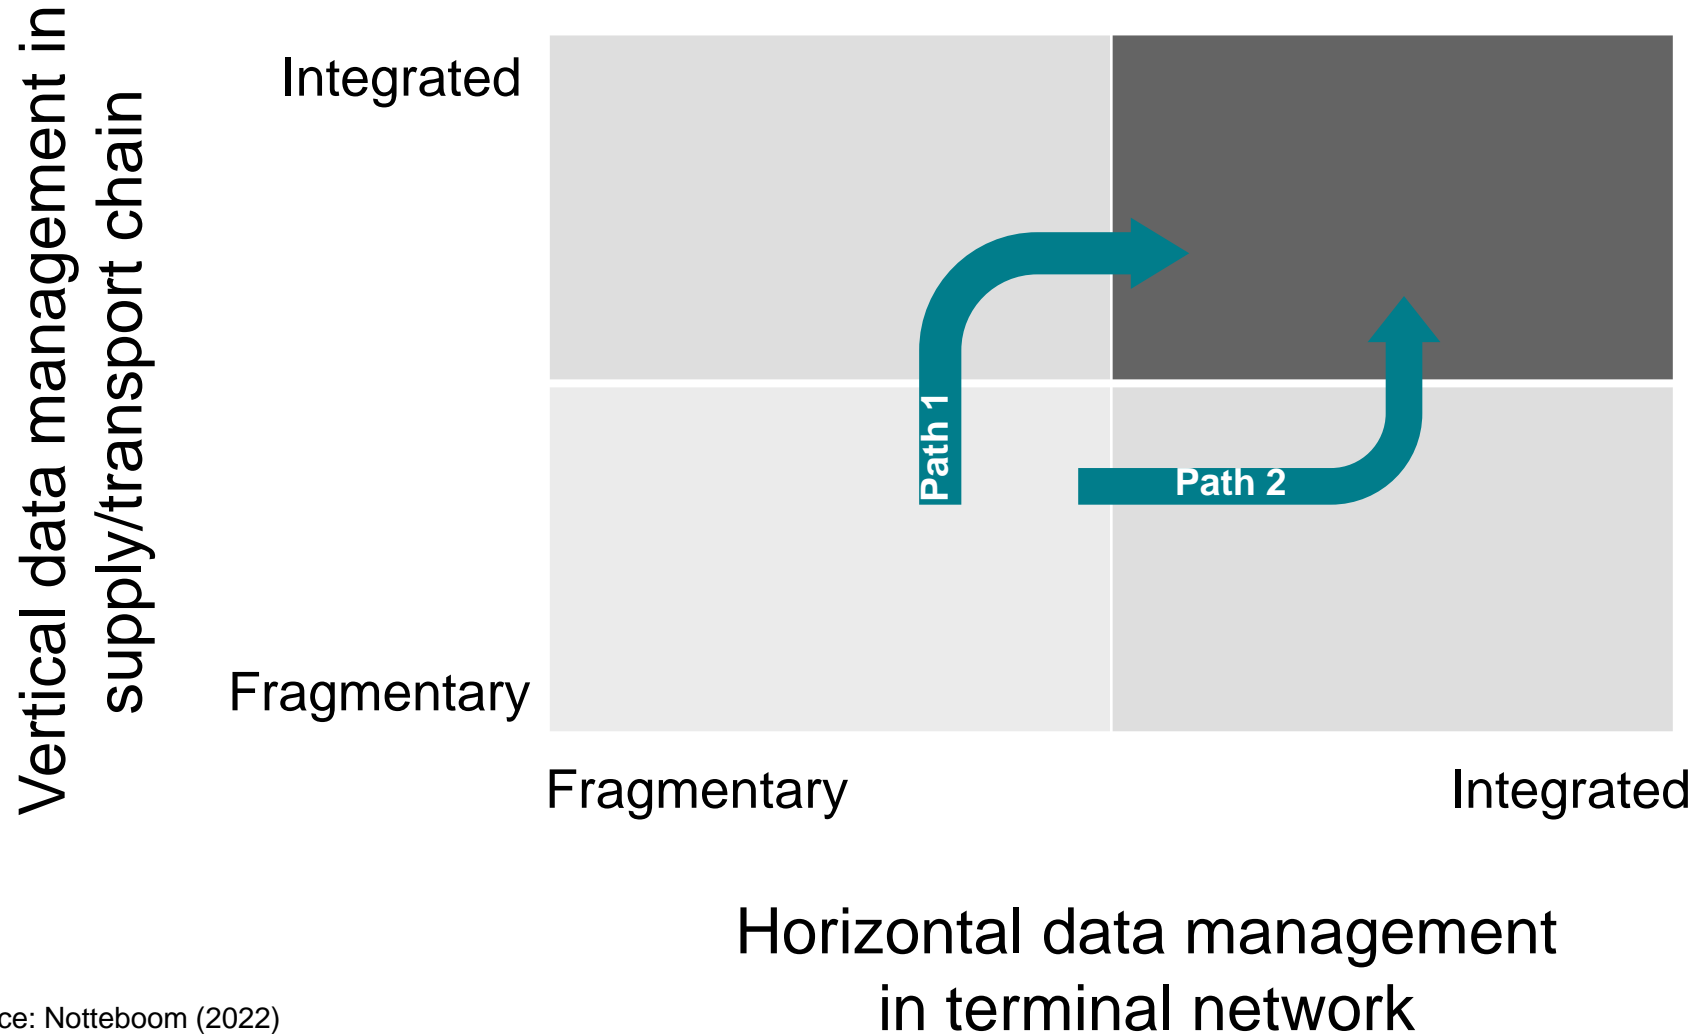 Vertical data management in
supply/transport chain
Integrated
Path 1
Path 2
Fragmentary
Fragmentary
Integrated
Horizontal data management
in terminal network
ce: Notteboom (2022)